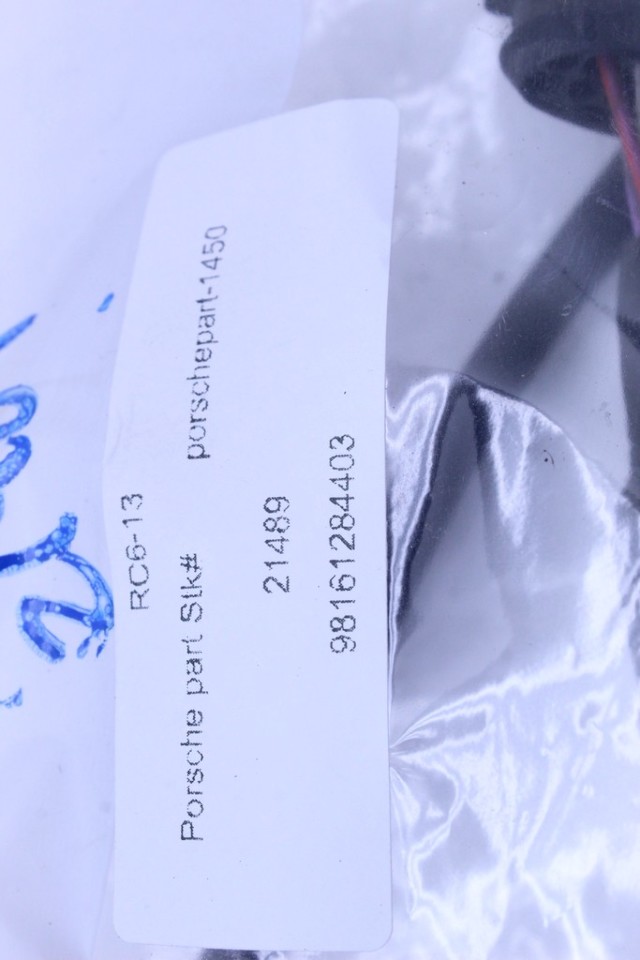 RC6-13
Porsche part Stk# porschepart-1450
21489
98161284403